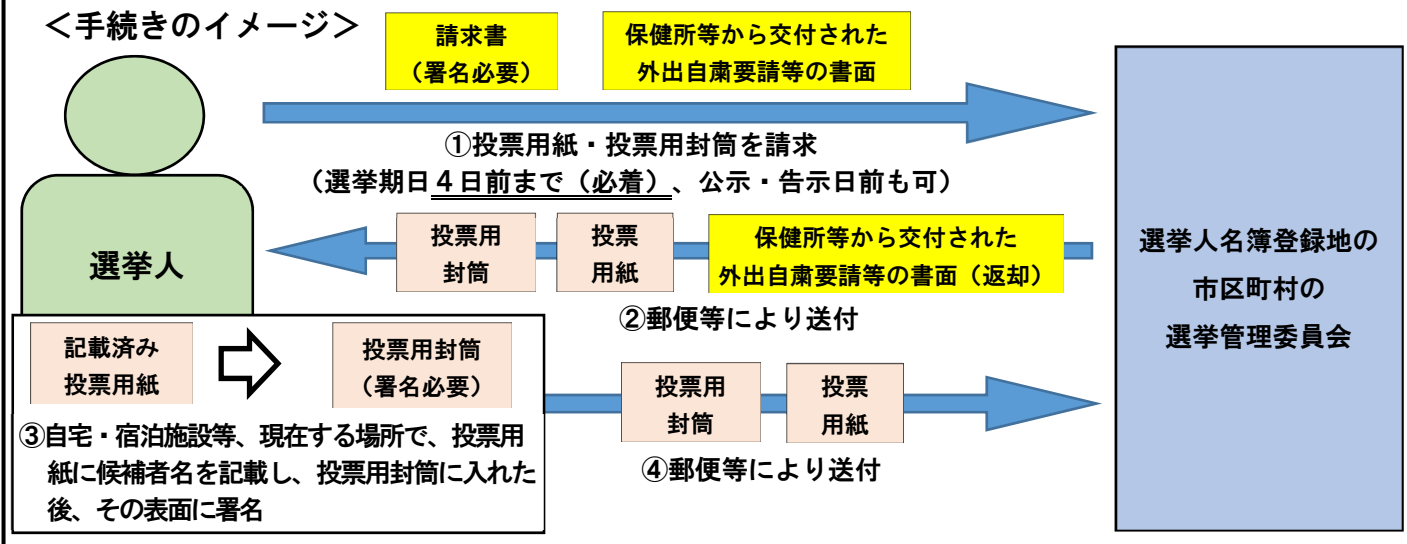 ＜手続きのイメージ＞
請求書
（署名必要）
保健所等から交付された
外出自粛要請等の書面
①投票用紙・投票用封筒を請求
（選挙期日４日前まで（必着）、公示・告示日前も可）
選挙人
投票用
封筒
投票
用紙
保健所等から交付された
外出自粛要請等の書面（返却）
②郵便等により送付
選挙人名簿登録地の
市区町村の
選挙管理委員会
記載済み
投票用紙
投票用封筒
（署名必要）
③自宅・宿泊施設等、現在する場所で、投票用
紙に候補者名を記載し、投票用封筒に入れた
後、その表面に署名
投票用
封筒
投票
用紙
④郵便等により送付